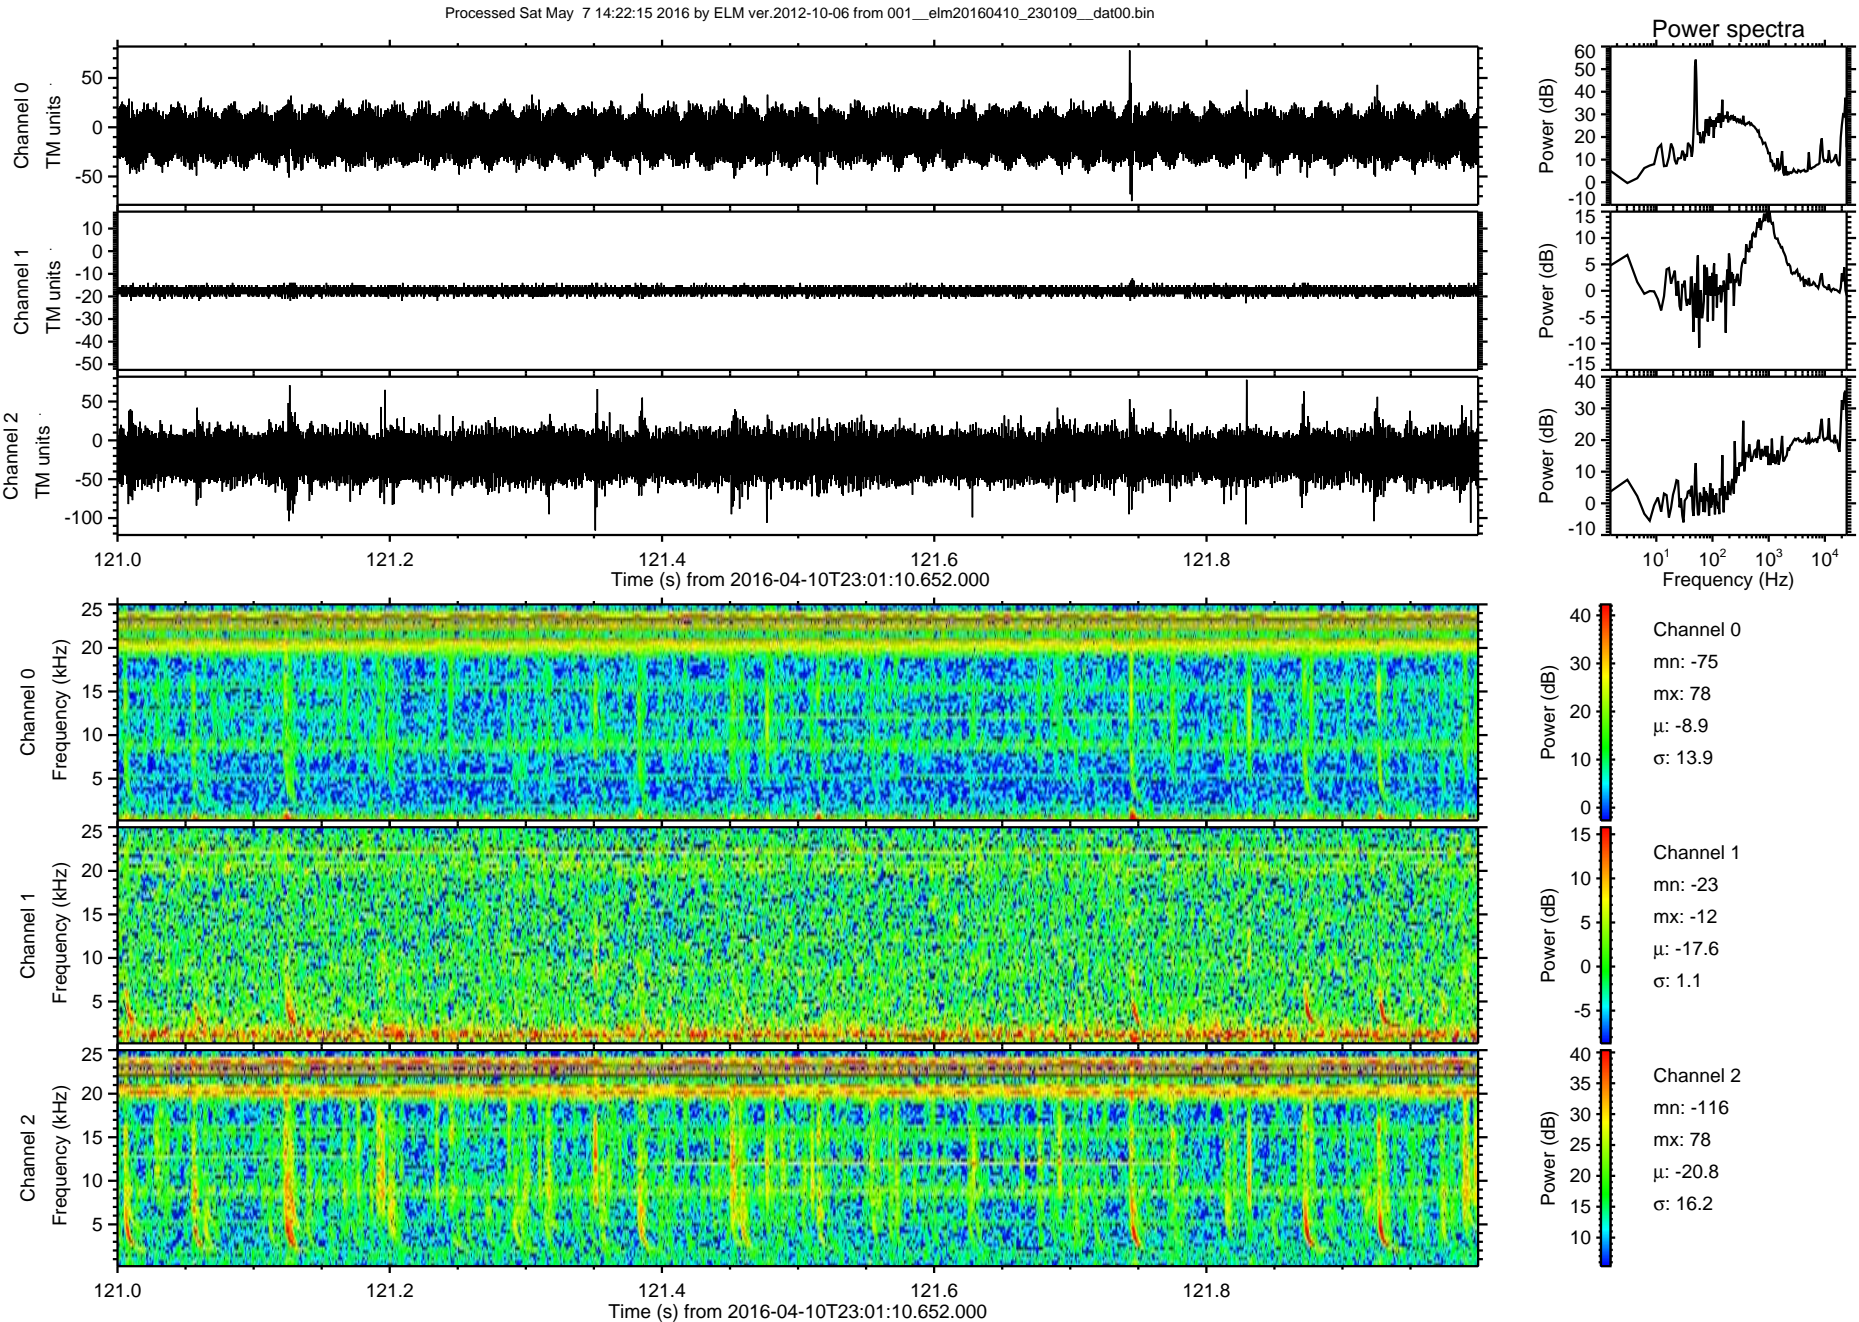 Processed Sat May 7 14:22:15 2016 by ELM ver.2012-10-06 from 001__elm20160410_230109__dat00.bin
Power spectra
Channel 0
TM units
50
0
-50
Power (dB)
60
50
40
30
20
10
0
-10
Channel 1
TM units
10
0
-10
-20
-30
-40
-50
Power (dB)
15
10
5
0
-5
-10
-15
Channel 2
TM units
50
0
-50
-100
Power (dB)
40
30
20
10
0
-10
121.0 121.2 121.4 121.6 121.8
Time (s) from 2016-04-10T23:01:10.652.000
10¹ 10² 10³ 10⁴
Frequency (Hz)
Channel 0
Frequency (kHz)
25
20
15
10
5
Power (dB)
40
30
20
10
0
Channel 0
mn: -75
mx: 78
μ: -8.9
σ: 13.9
Channel 1
Frequency (kHz)
25
20
15
10
5
Power (dB)
15
10
5
0
-5
Channel 1
mn: -23
mx: -12
μ: -17.6
σ: 1.1
Channel 2
Frequency (kHz)
25
20
15
10
5
Power (dB)
40
35
30
25
20
15
10
Channel 2
mn: -116
mx: 78
μ: -20.8
σ: 16.2
121.0 121.2 121.4 121.6 121.8
Time (s) from 2016-04-10T23:01:10.652.000